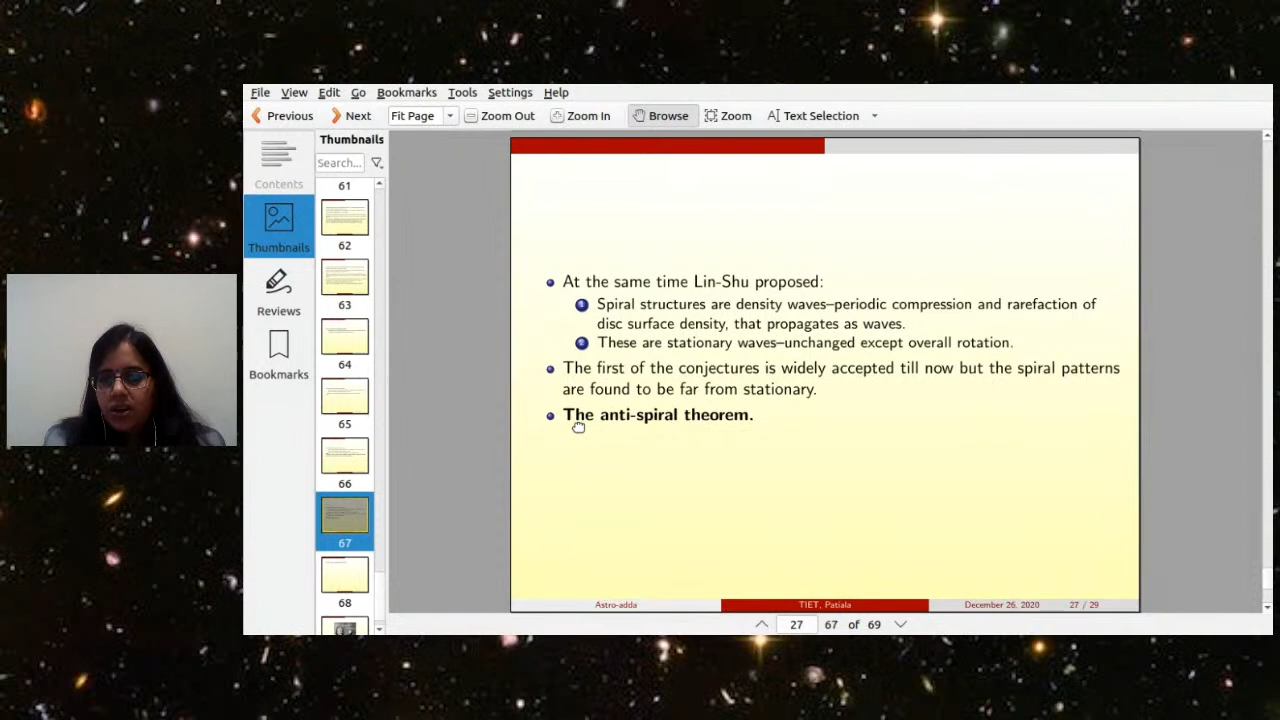 File View Edit Go Bookmarks Tools Settings Help
Previous Next Fit Page Zoom Out Zoom In Browse Zoom Text Selection
Contents
Thumbnails
Reviews
Bookmarks
Thumbnails
Search...
61
62
63
64
65
66
67
68
At the same time Lin-Shu proposed:
1 Spiral structures are density waves–periodic compression and rarefaction of
disc surface density, that propagates as waves.
2 These are stationary waves–unchanged except overall rotation.
The first of the conjectures is widely accepted till now but the spiral patterns
are found to be far from stationary.
The anti-spiral theorem.
Astro-adda TIET, Patiala December 26, 2020 27 / 29
27 67 of 69